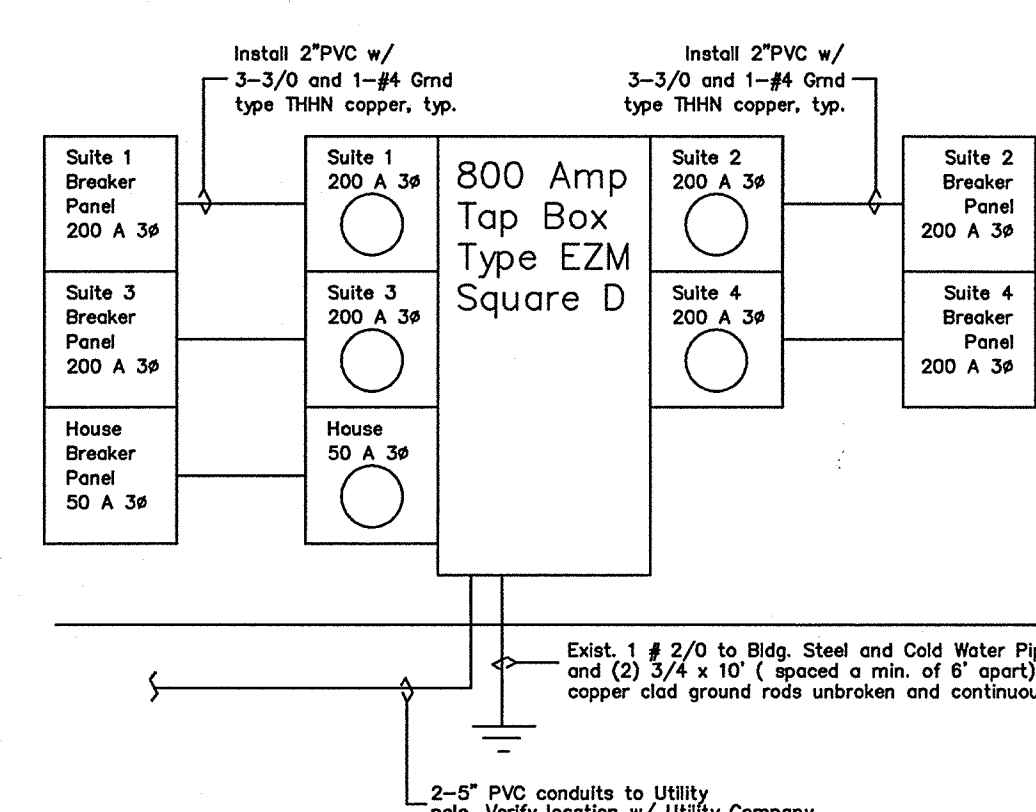 Install 2"PVC w/
3-3/0 and 1-#4 Grnd
type THHN copper, typ.
Install 2"PVC w/
3-3/0 and 1-#4 Grnd
type THHN copper, typ.
Suite 1
Breaker
Panel
200 A 3ø
Suite 3
Breaker
Panel
200 A 3ø
House
Breaker
Panel
50 A 3ø
Suite 1
200 A 3ø
Suite 3
200 A 3ø
House
50 A 3ø
800 Amp
Tap Box
Type EZM
Square D
Suite 2
200 A 3ø
Suite 4
200 A 3ø
Suite 2
Breaker
Panel
200 A 3ø
Suite 4
Breaker
Panel
200 A 3ø
Exist. 1 # 2/0 to Bldg. Steel and Cold Water
and (2) 3/4 x 10' ( spaced a min. of 6' apart)
copper clad ground rods unbroken and
2-5" PVC conduits to Utility
pole. Verify location w/ Utility Company